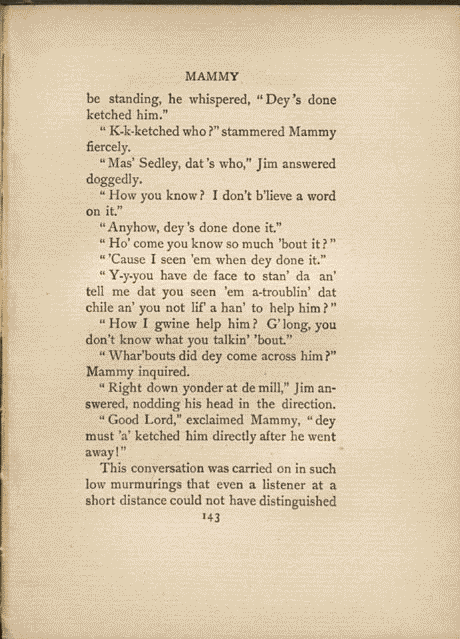 MAMMY
be standing, he whispered, “Dey’s done
ketched him.”
“K-k-ketched who?” stammered Mammy
fiercely.
“Mas’ Sedley, dat’s who,” Jim answered
doggedly.
“How you know? I don’t b’lieve a word
on it.”
“Anyhow, dey’s done done it.”
“Ho’ come you know so much ’bout it?”
“’Cause I seen ’em when dey done it.”
“Y-y-you have de face to stan’ da an’
tell me dat you seen ’em a-troublin’ dat
chile an’ you not lif’ a han’ to help him?”
“How I gwine help him? G’long, you
don’t know what you talkin’ ’bout.”
“Whar’bouts did dey come across him?”
Mammy inquired.
“Right down yonder at de mill,” Jim an-
swered, nodding his head in the direction.
“Good Lord,” exclaimed Mammy, “dey
must ’a’ ketched him directly after he went
away!”
This conversation was carried on in such
low murmurings that even a listener at a
short distance could not have distinguished
143